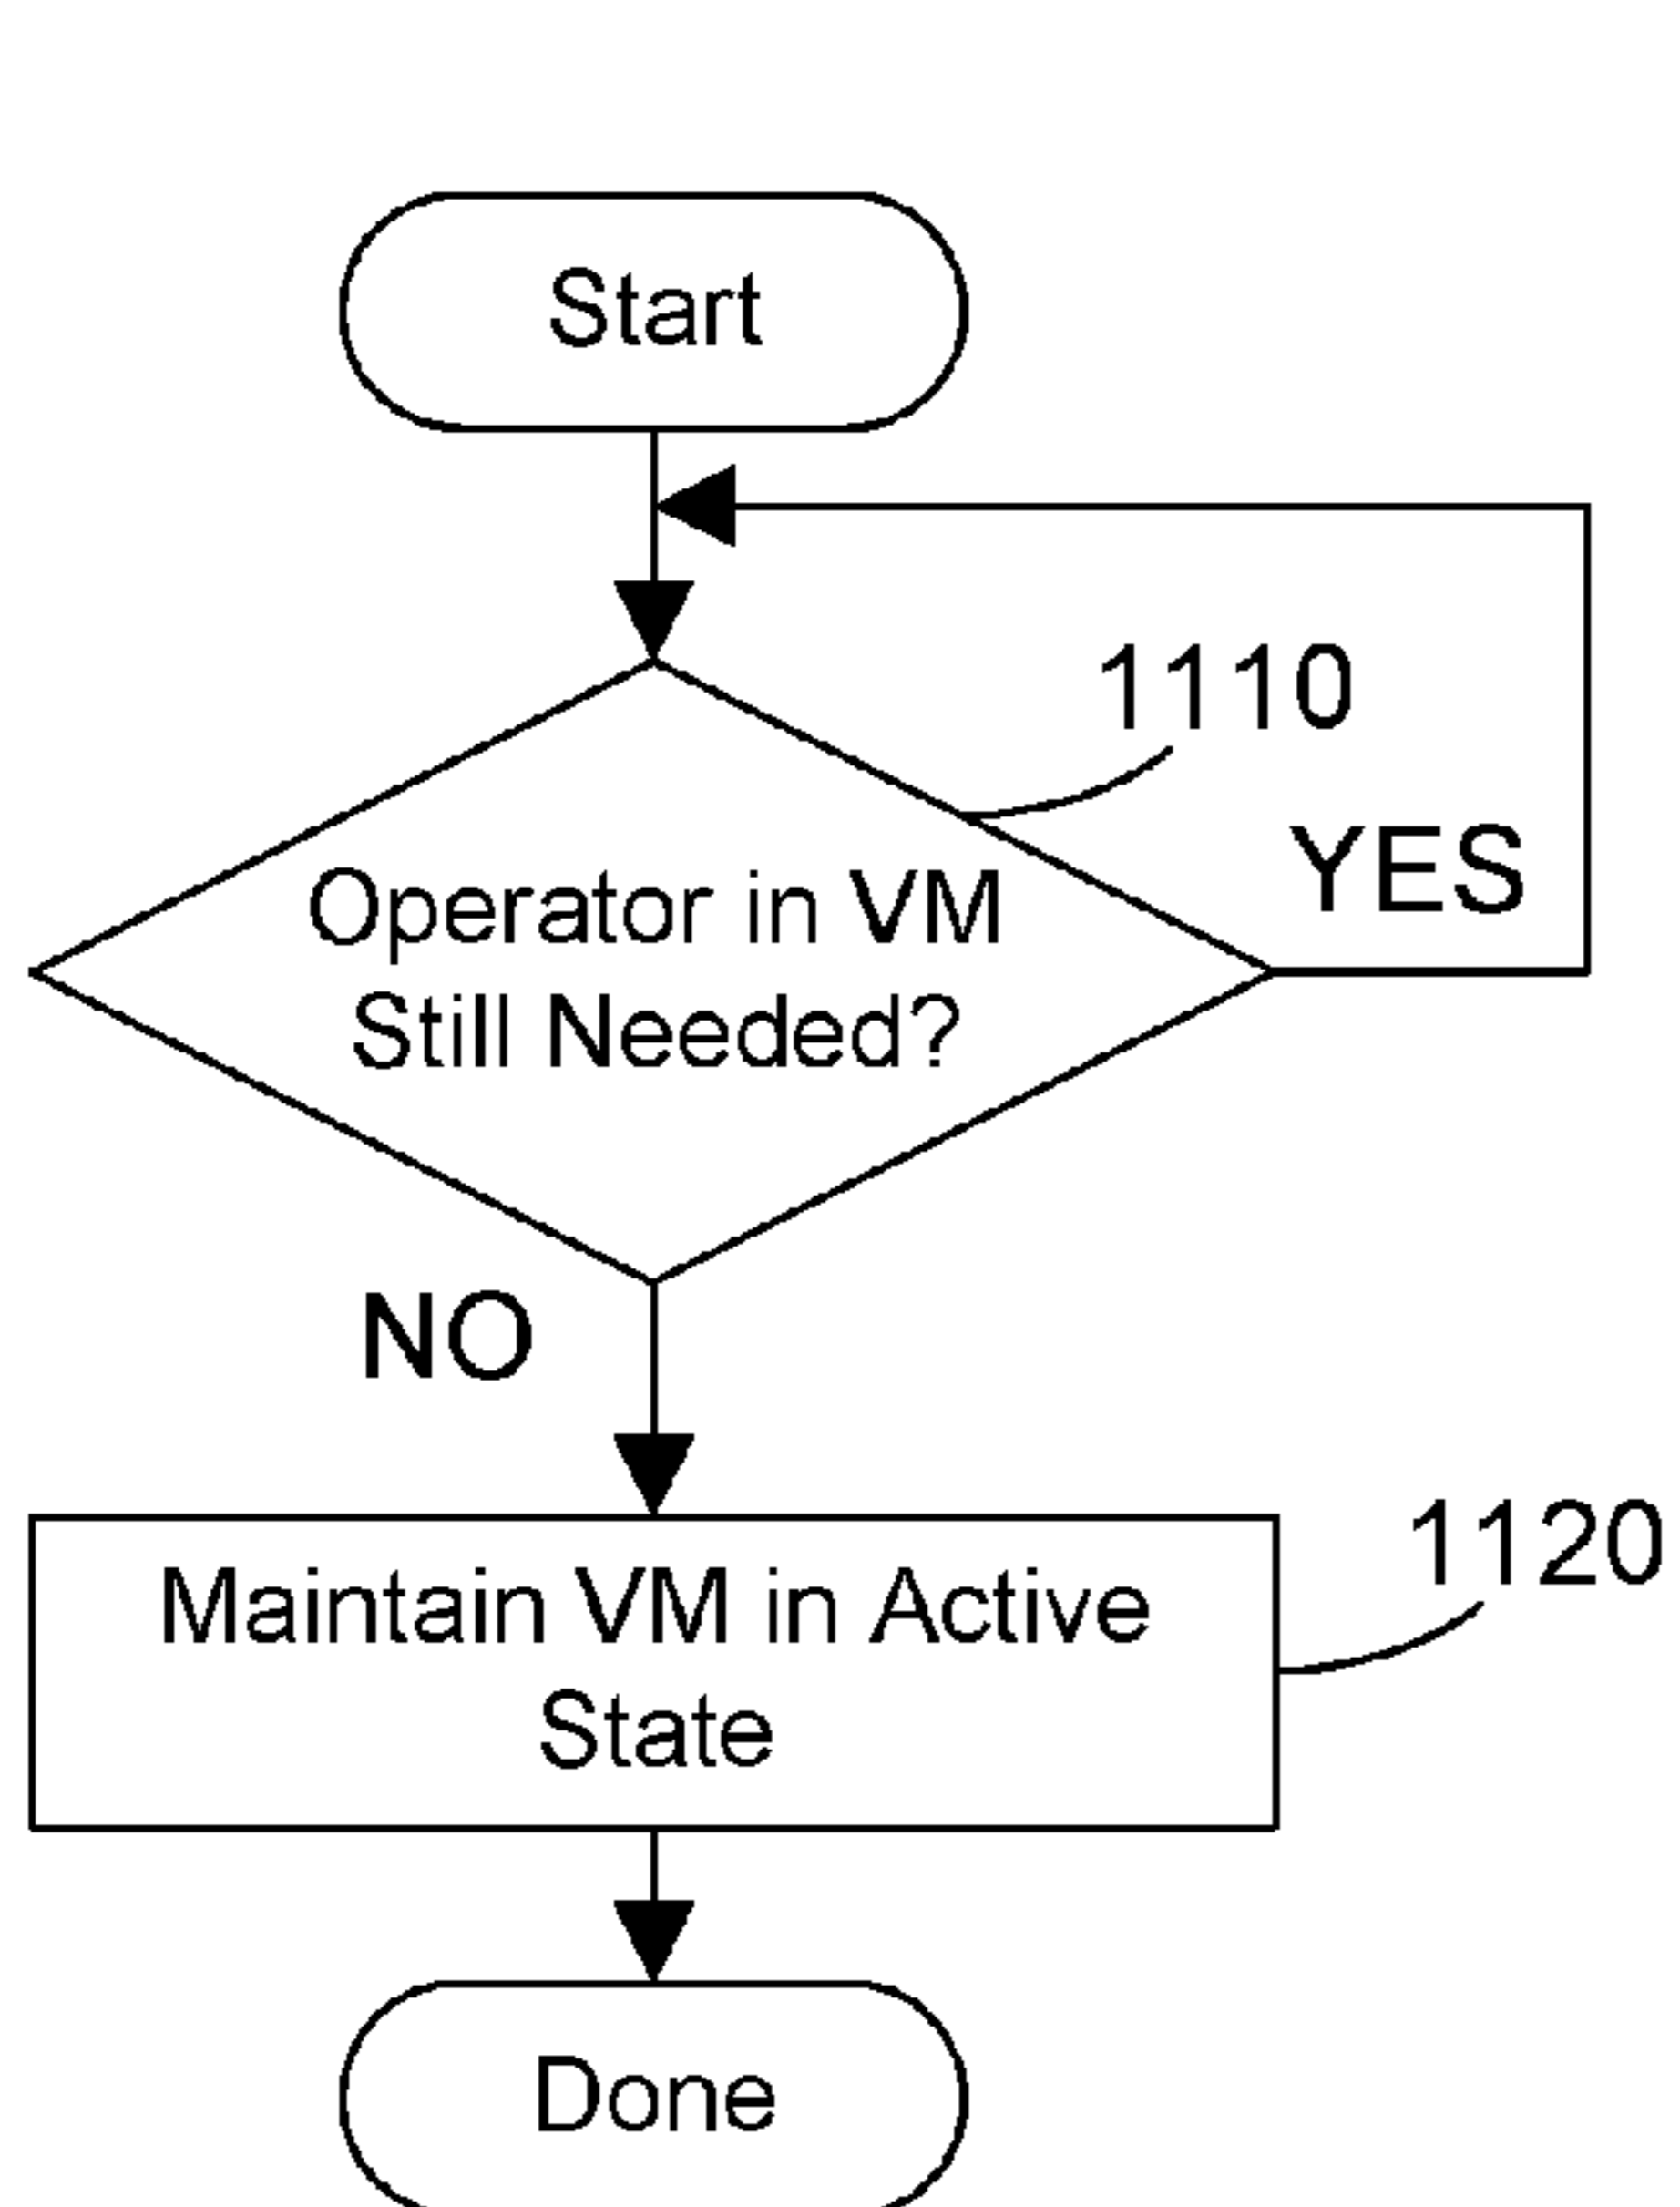 Start
1110
YES
Operator in VM
Still Needed?
NO
1120
Maintain VM in Active
State
Done